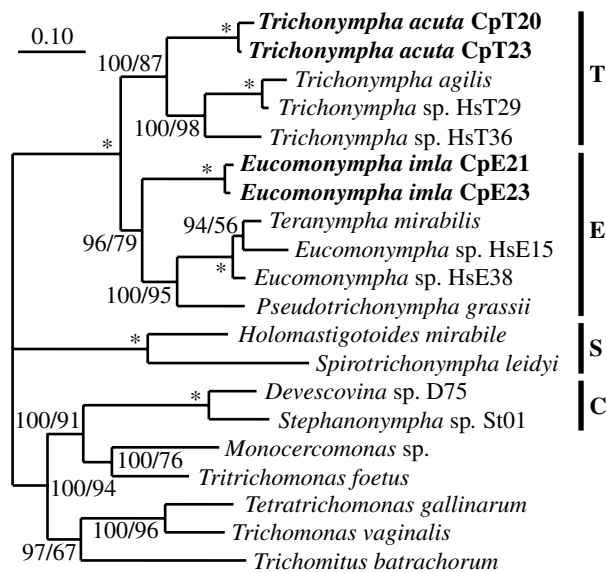 Trichonympha acuta CpT20
0.10
*
Trichonympha acuta CpT23
100/87
T
*
Trichonympha agilis
Trichonympha sp. HsT29
100/98
Trichonympha sp. HsT36
*
*
Eucomonympha imla CpE21
Eucomonympha imla CpE23
94/56
Teranympha mirabilis
E
96/79
Eucomonympha sp. HsE15
*
Eucomonympha sp. HsE38
100/95
Pseudotrichonympha grassii
*
Holomastigotoides mirabile
S
Spirotrichonympha leidyi
*
Devescovina sp. D75
C
100/91
Stephanonympha sp. St01
Monocercomonas sp.
100/76
100/94
Tritrichomonas foetus
Tetratrichomonas gallinarum
100/96
Trichomonas vaginalis
97/67
Trichomitus batrachorum